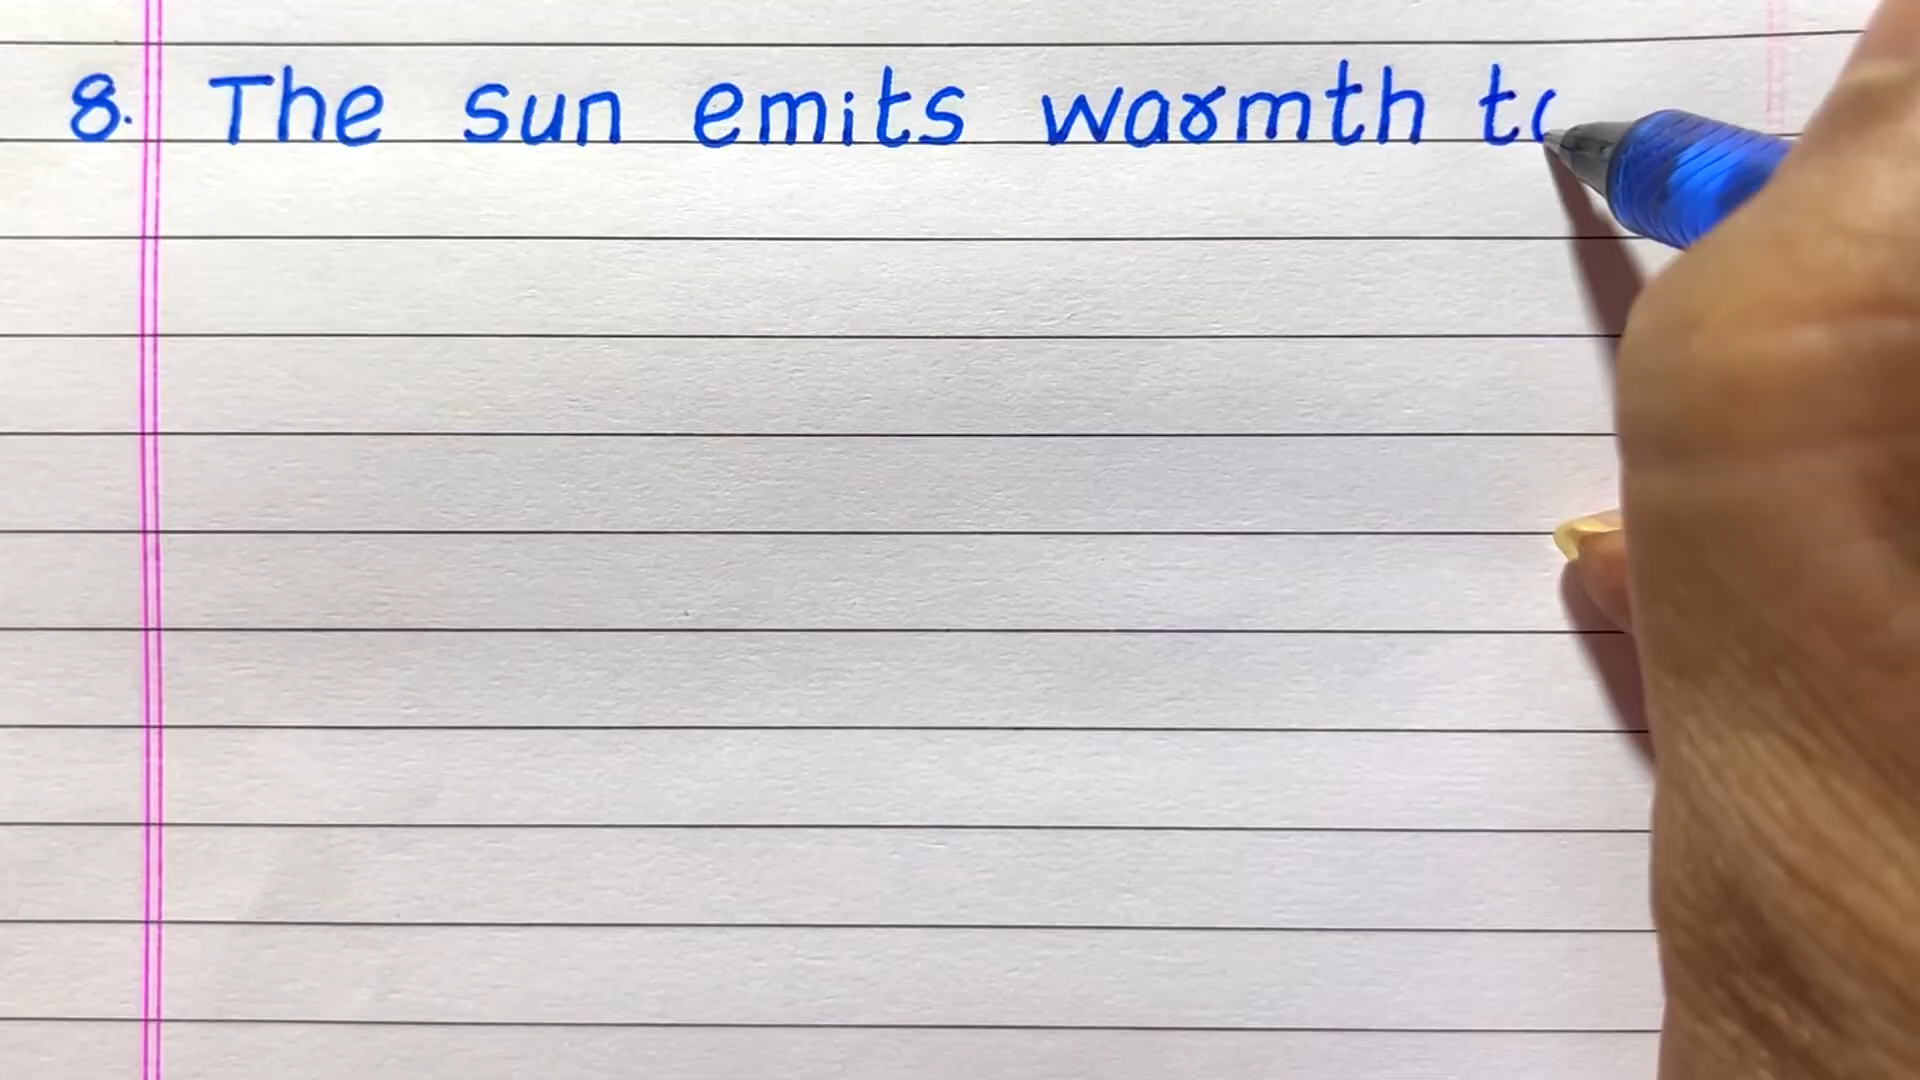 8. The sun emits warmth